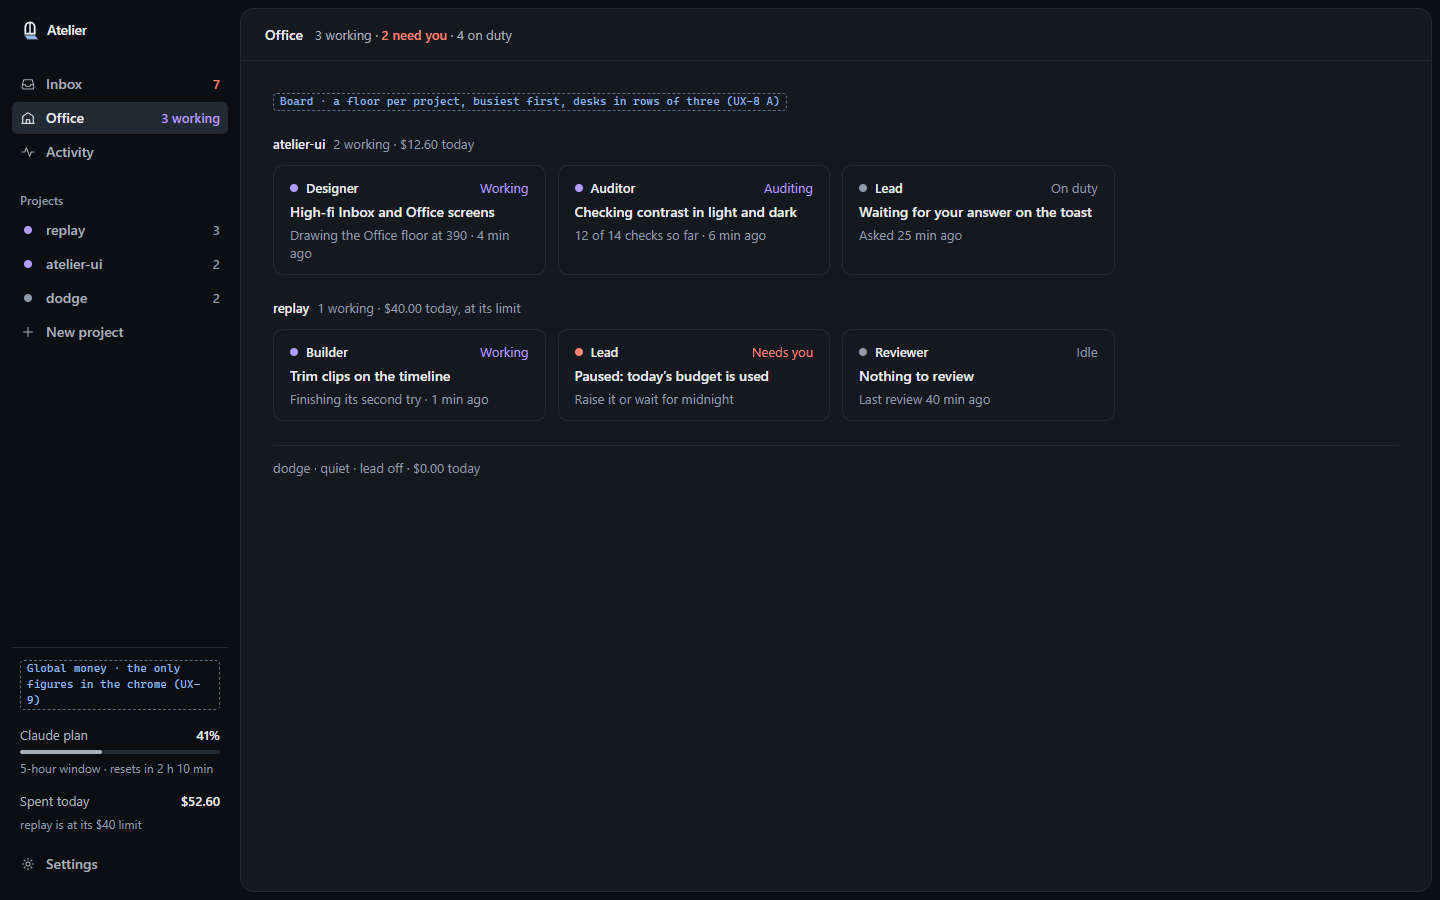 Atelier
Inbox 7
Office 3 working
Activity
Projects
replay 3
atelier-ui 2
dodge 2
New project
Global money · the only
figures in the chrome (UX-
9)
Claude plan 41%
5-hour window · resets in 2 h 10 min
Spent today $52.60
replay is at its $40 limit
Settings
Office 3 working · 2 need you · 4 on duty
Board · a floor per project, busiest first, desks in rows of three (UX-8 A)
atelier-ui 2 working · $12.60 today
Designer Working
High-fi Inbox and Office screens
Drawing the Office floor at 390 · 4 min
ago
Auditor Auditing
Checking contrast in light and dark
12 of 14 checks so far · 6 min ago
Lead On duty
Waiting for your answer on the toast
Asked 25 min ago
replay 1 working · $40.00 today, at its limit
Builder Working
Trim clips on the timeline
Finishing its second try · 1 min ago
Lead Needs you
Paused: today's budget is used
Raise it or wait for midnight
Reviewer Idle
Nothing to review
Last review 40 min ago
dodge · quiet · lead off · $0.00 today